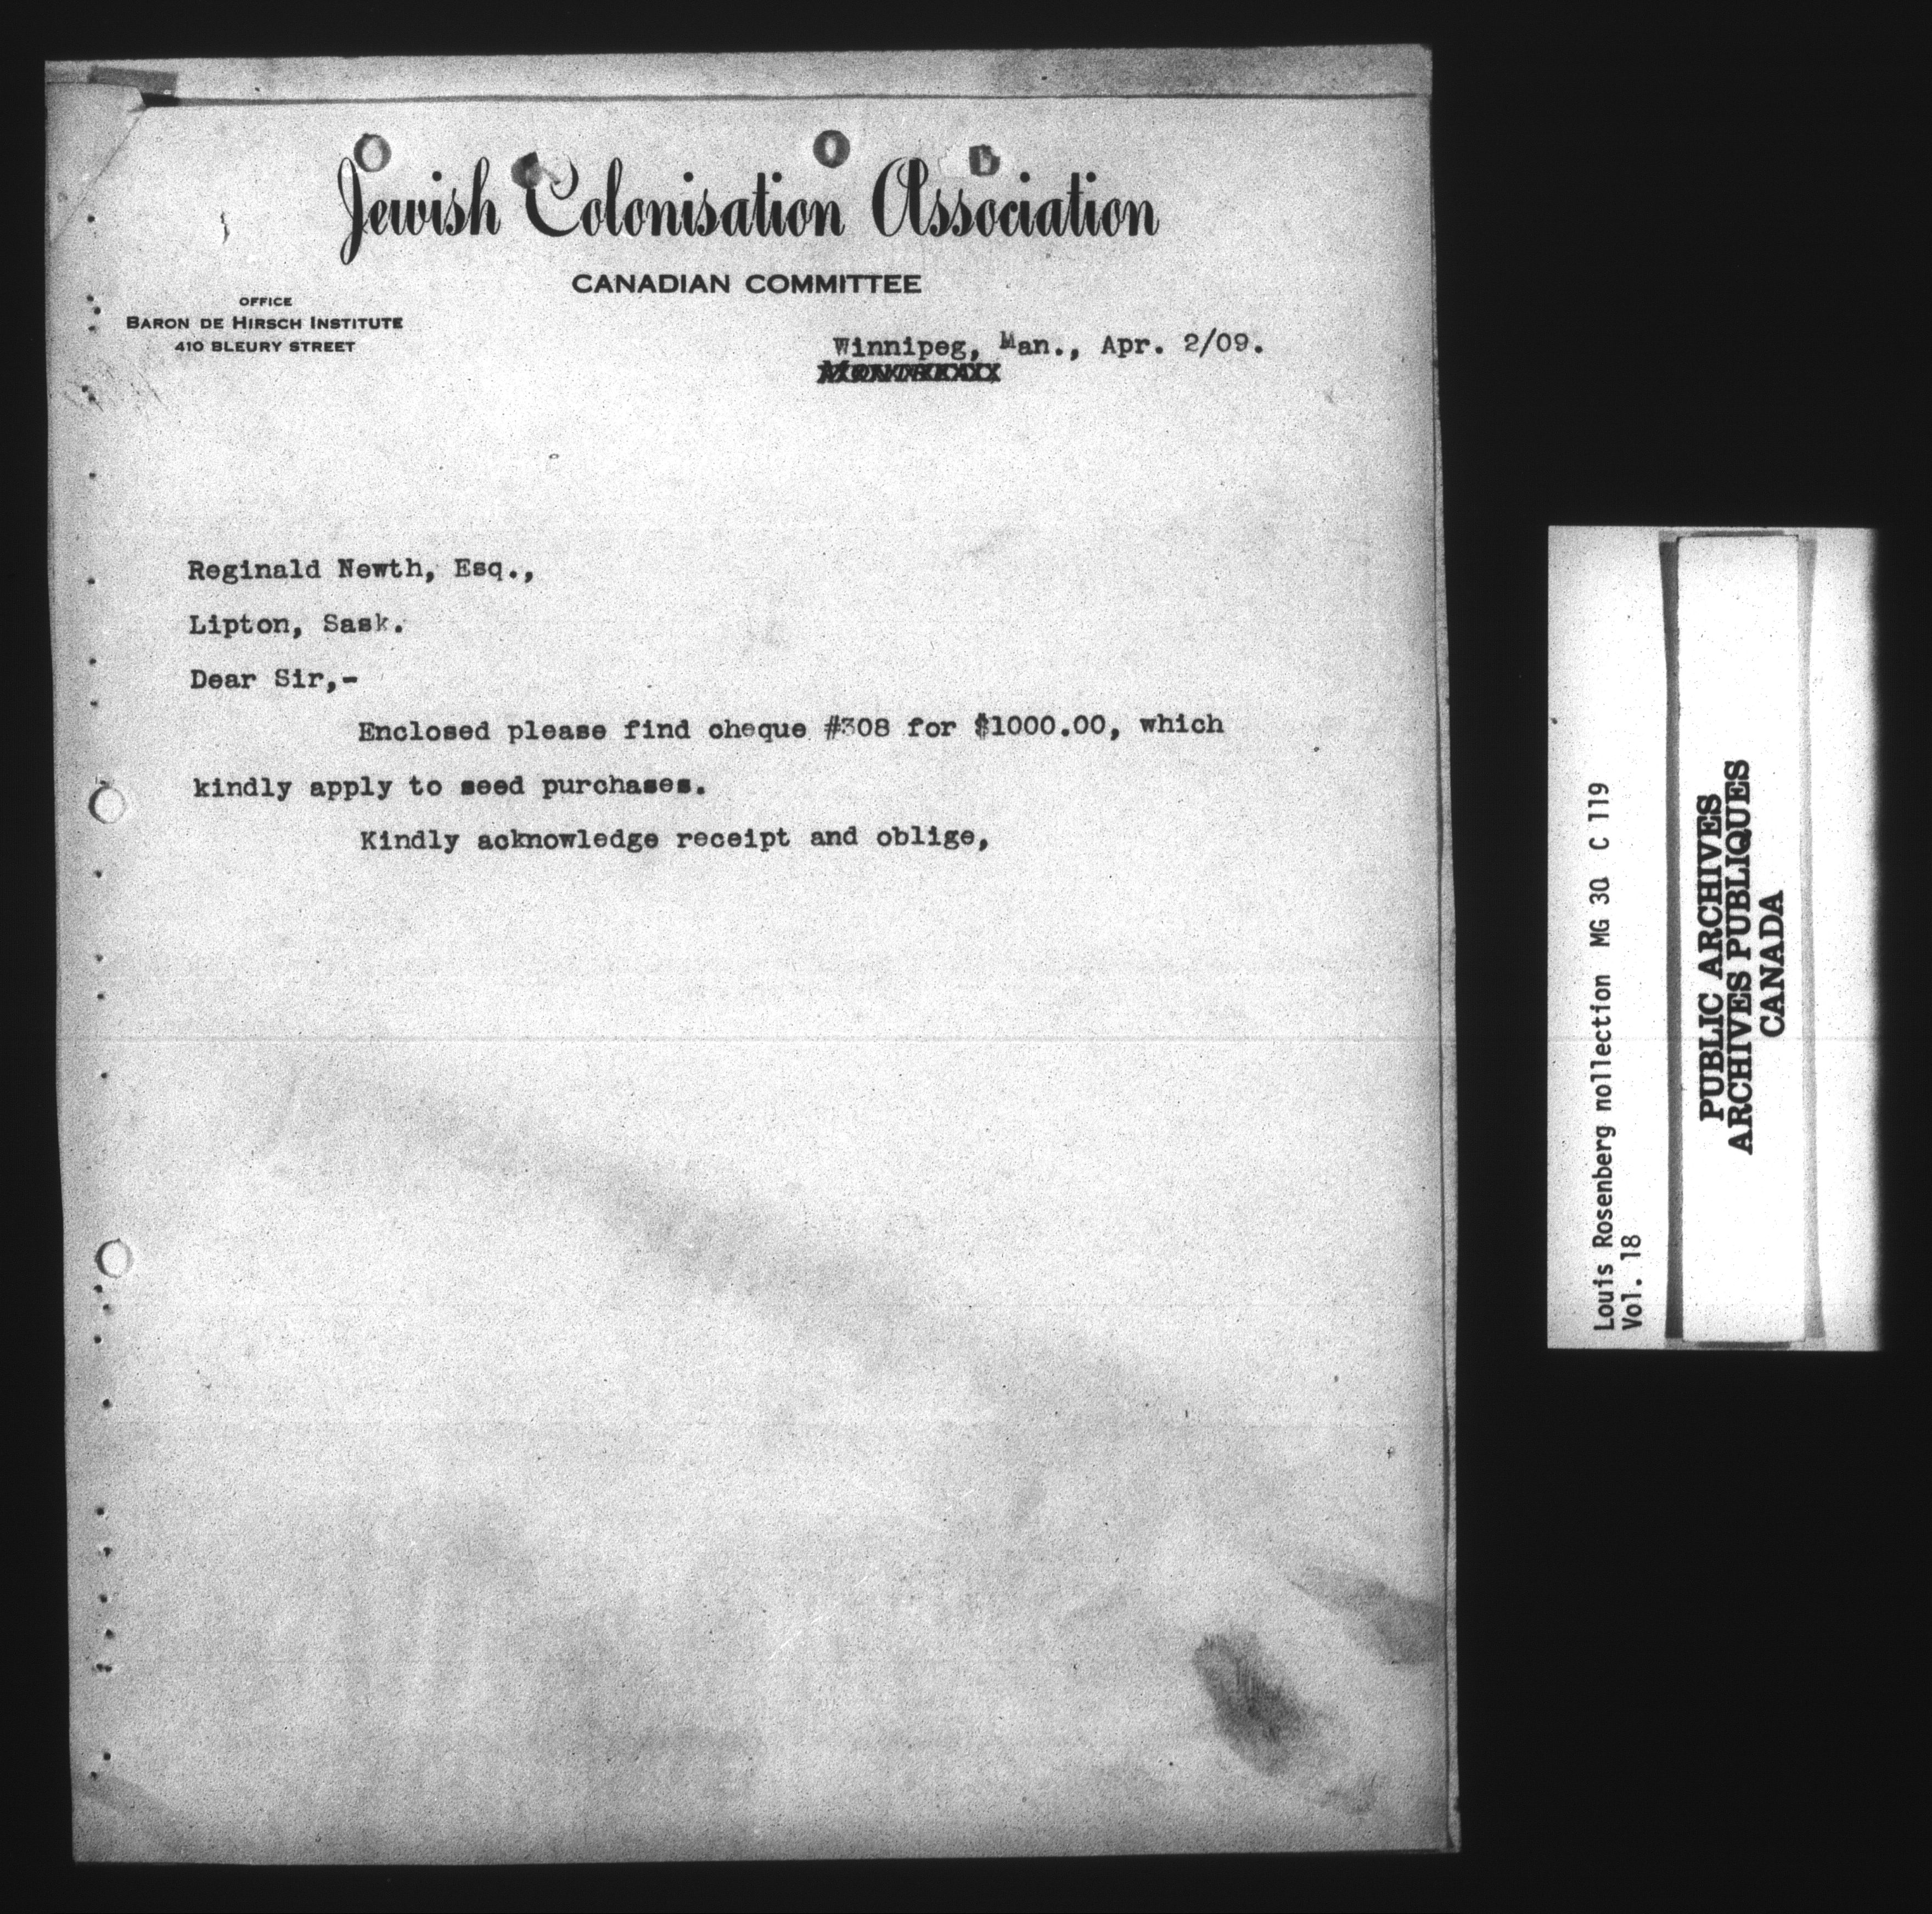 Jewish Colonisation Association
CANADIAN COMMITTEE
OFFICE
BARON DE HIRSCH INSTITUTE
410 BLEURY STREET
Winnipeg, Man., Apr. 2/09.
Reginald Newth, Esq.,
Lipton, Sask.
Dear Sir,-
Enclosed please find cheque #308 for $1000.00, which
kindly apply to seed purchases.
Kindly acknowledge receipt and oblige,
Louis Rosenberg nollection MG 30 C 119
Vol. 18
PUBLIC ARCHIVES
ARCHIVES PUBLIQUES
CANADA